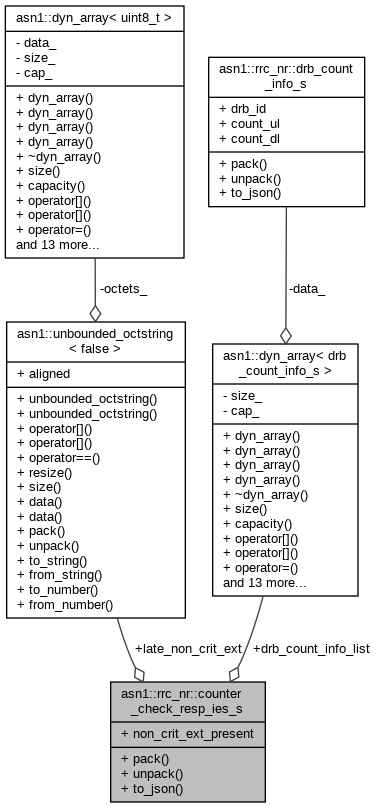 asn1::dyn_array< uint8_t >
- data_
- size_
- cap_
+ dyn_array()
+ dyn_array()
+ dyn_array()
+ dyn_array()
+ ~dyn_array()
+ size()
+ capacity()
+ operator[]()
+ operator[]()
+ operator=()
and 13 more...
asn1::rrc_nr::drb_count
_info_s
+ drb_id
+ count_ul
+ count_dl
+ pack()
+ unpack()
+ to_json()
-octets_
-data_
asn1::unbounded_octstring
< false >
+ aligned
+ unbounded_octstring()
+ unbounded_octstring()
+ operator[]()
+ operator[]()
+ operator==()
+ resize()
+ size()
+ data()
+ data()
+ pack()
+ unpack()
+ to_string()
+ from_string()
+ to_number()
+ from_number()
asn1::dyn_array< drb
_count_info_s >
- size_
- cap_
+ dyn_array()
+ dyn_array()
+ dyn_array()
+ dyn_array()
+ ~dyn_array()
+ size()
+ capacity()
+ operator[]()
+ operator[]()
+ operator=()
and 13 more...
+late_non_crit_ext
+drb_count_info_list
asn1::rrc_nr::counter
_check_resp_ies_s
+ non_crit_ext_present
+ pack()
+ unpack()
+ to_json()